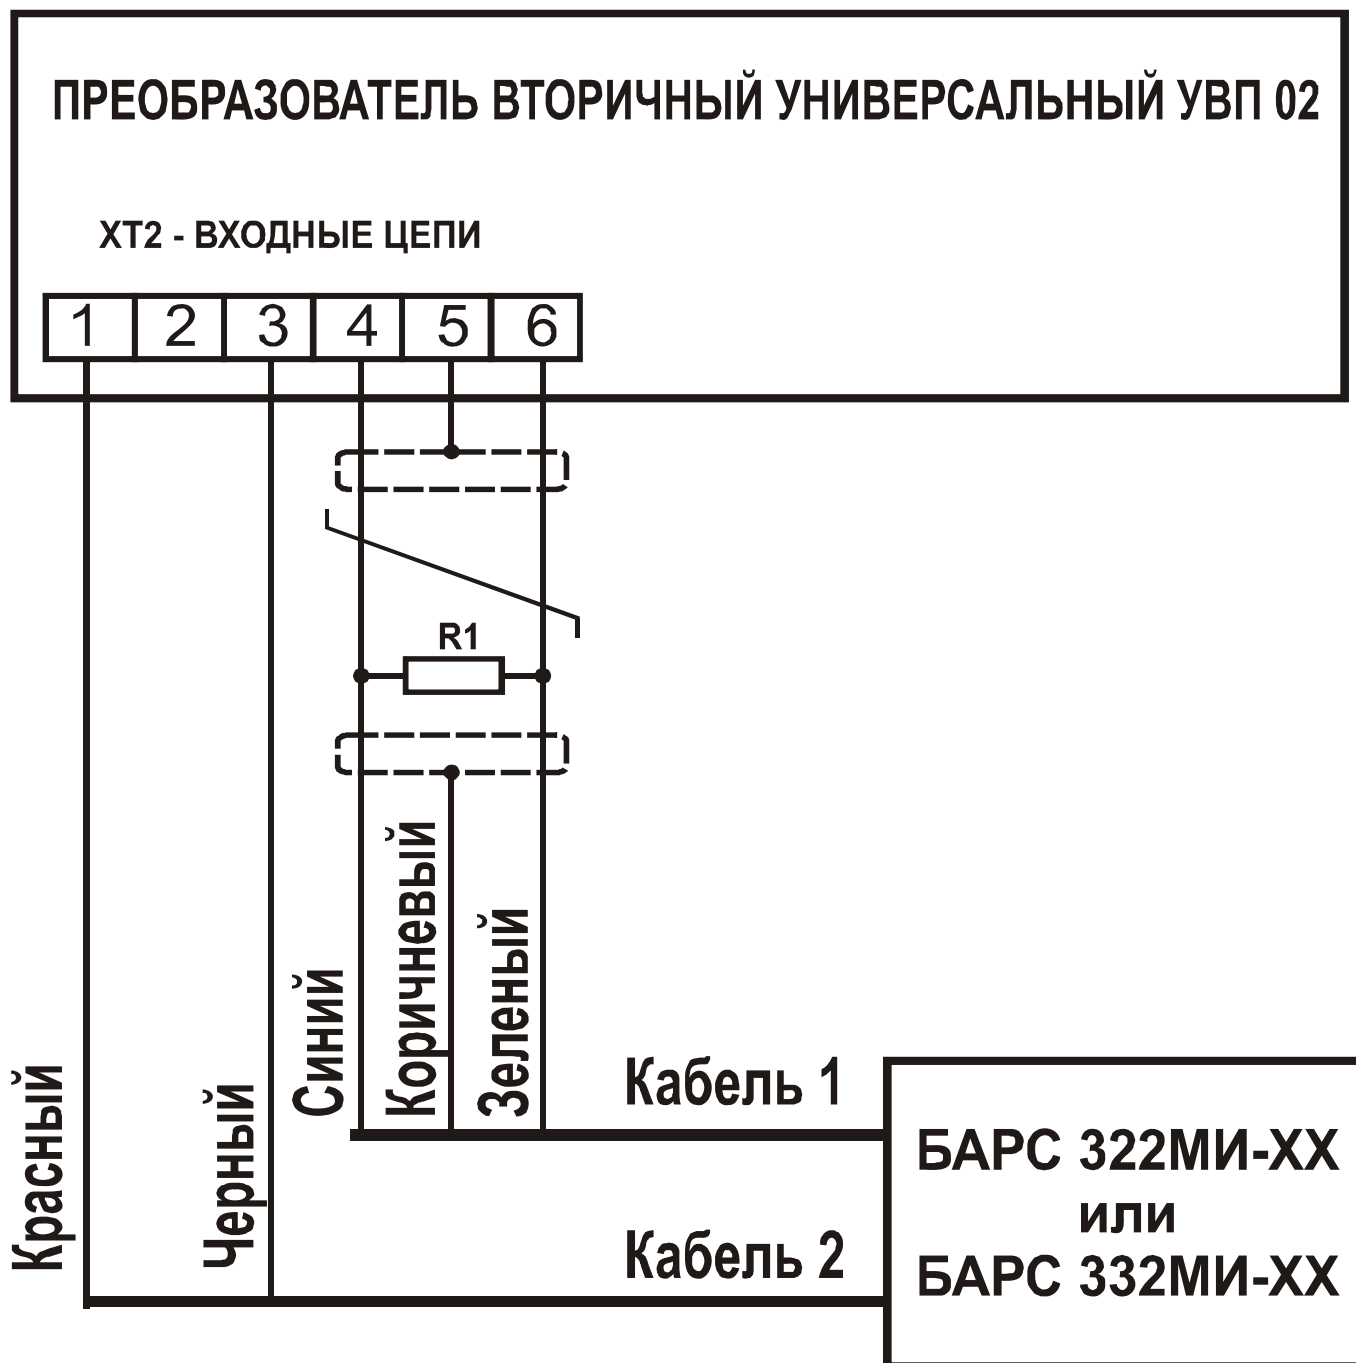 ПРЕОБРАЗОВАТЕЛЬ ВТОРИЧНЫЙ УНИВЕРСАЛЬНЫЙ УВП 02
ХТ2 - ВХОДНЫЕ ЦЕПИ
1 2 3 4 5 6
R1
Красный
Черный
Синий
Коричневый
Зеленый
Кабель 1
Кабель 2
БАРС 322МИ-ХХ
или
БАРС 332МИ-ХХ